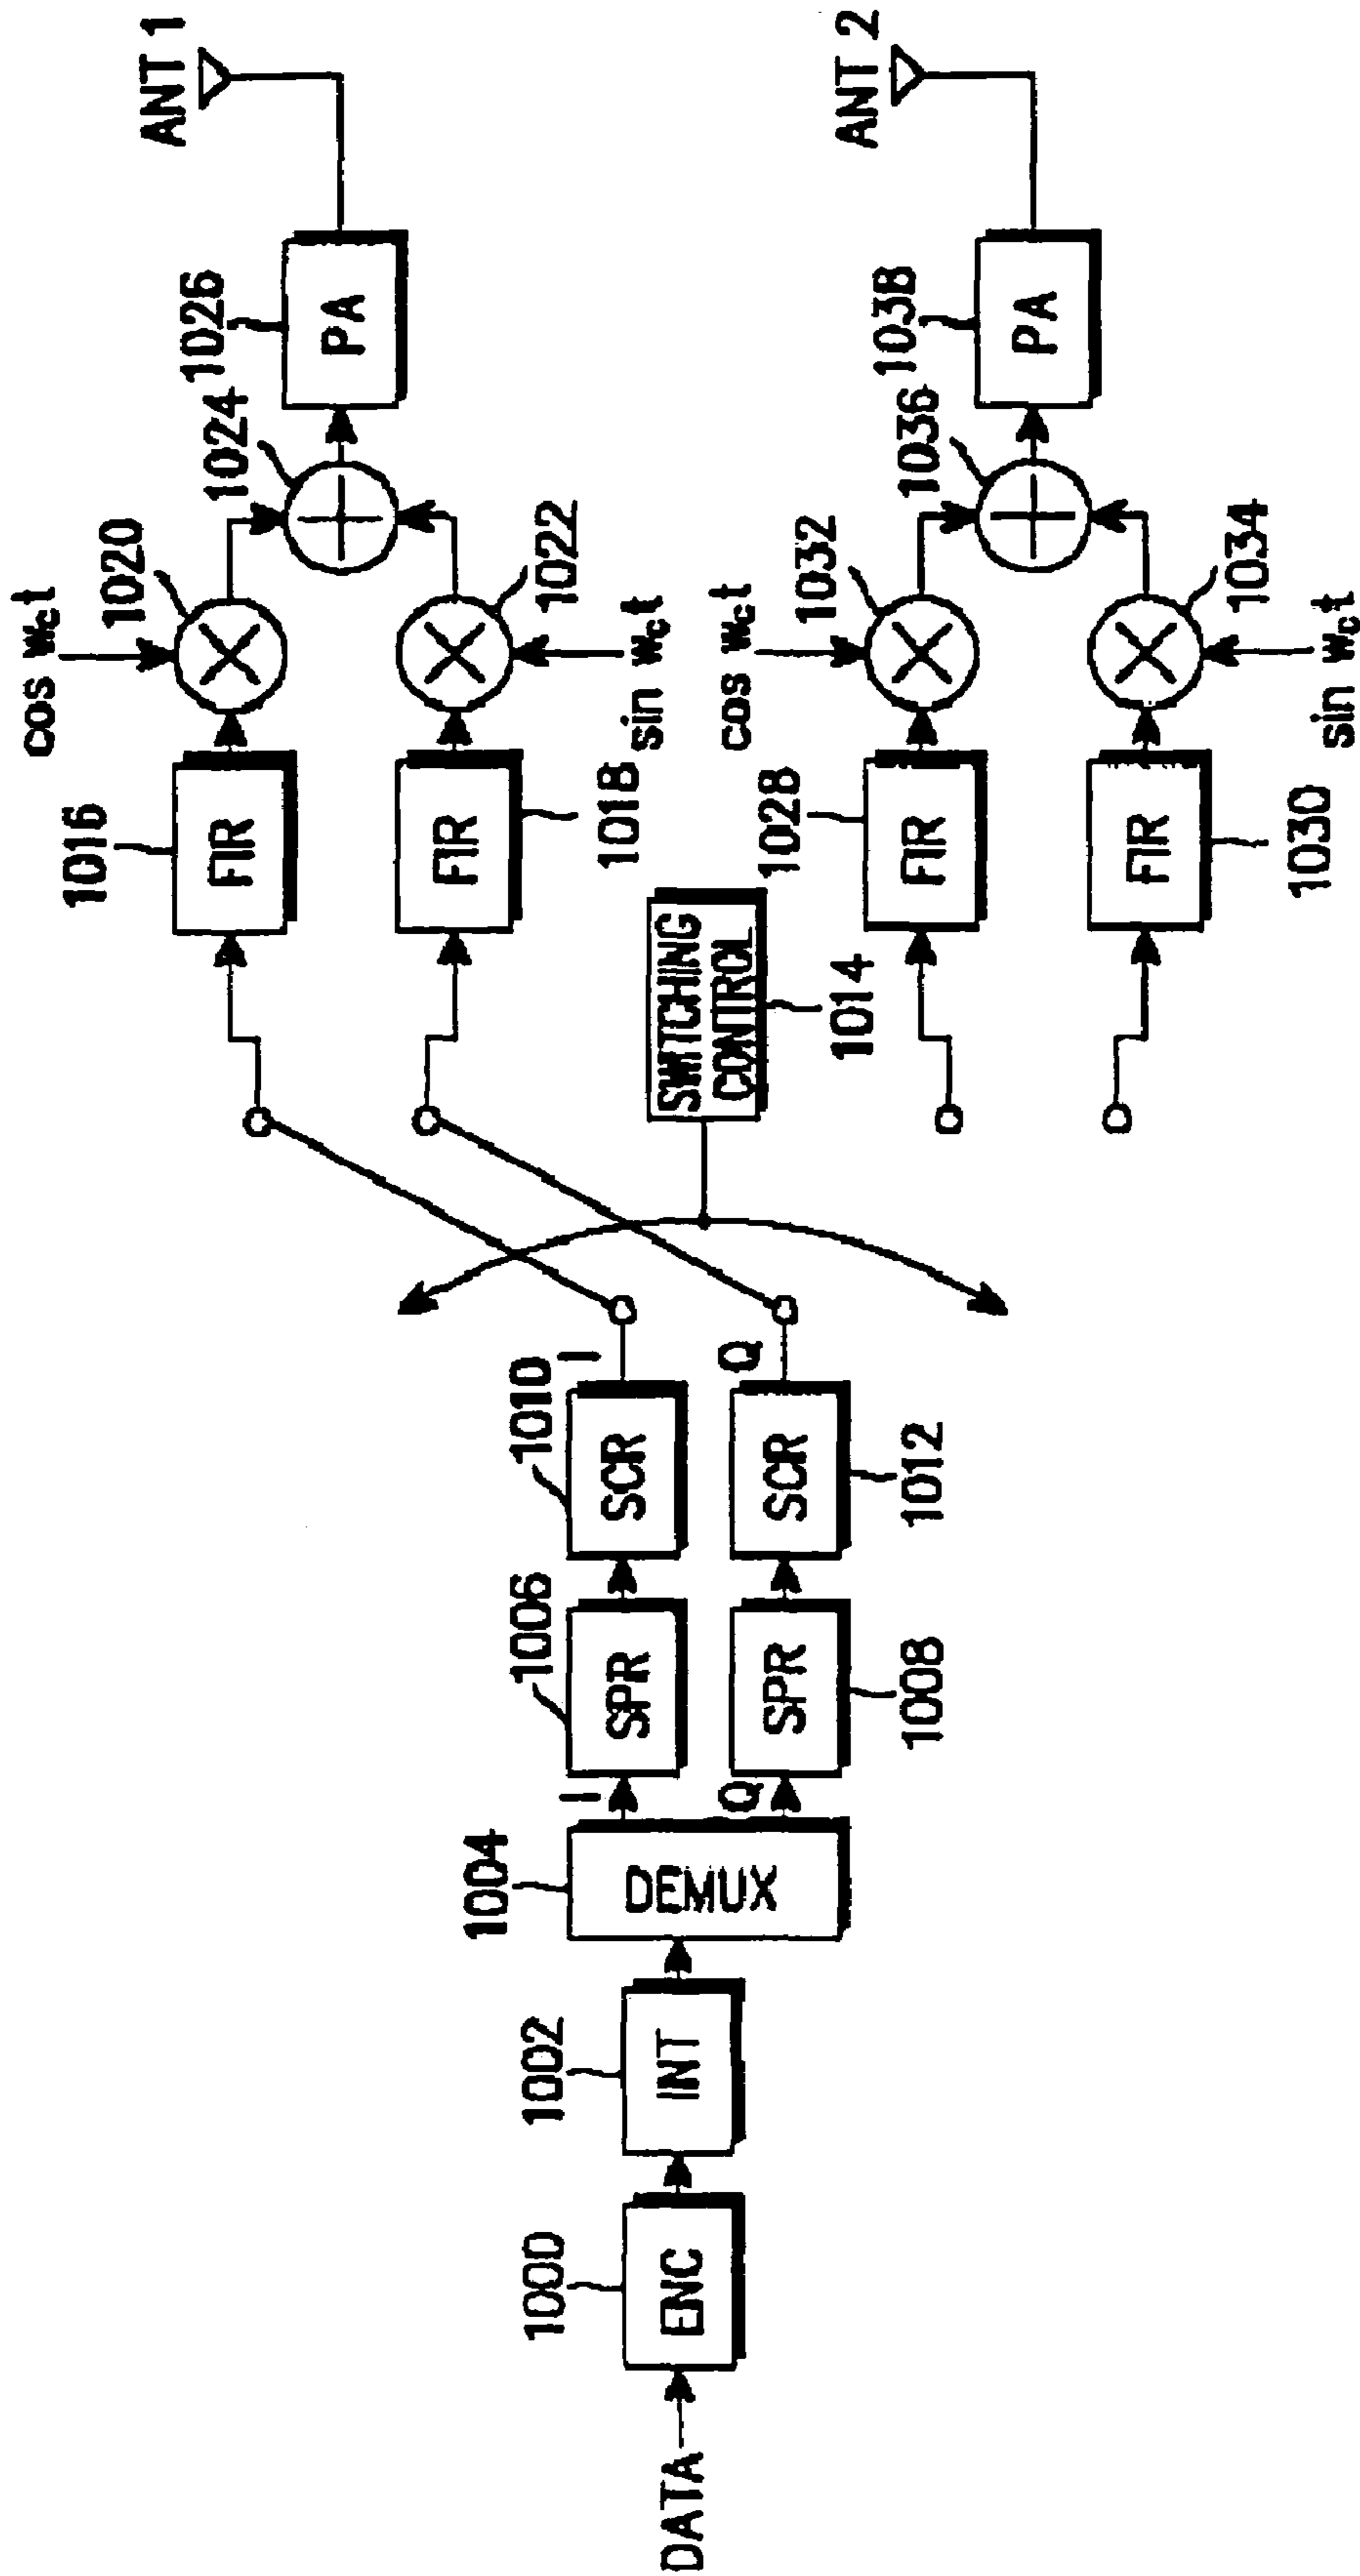 DATA
1000
ENC
1002
INT
1004
DEMUX
I
Q
1006
SPR
SPR
1008
1010
SCR
SCR
1012
I
Q
SWITCHING
CONTROL
1014
1016
FIR
FIR
1018
cos wct
1020
1022
sin wct
1024
1026
PA
ANT 1
1028
FIR
FIR
1030
cos wct
1032
1034
sin wct
1036
1038
PA
ANT 2